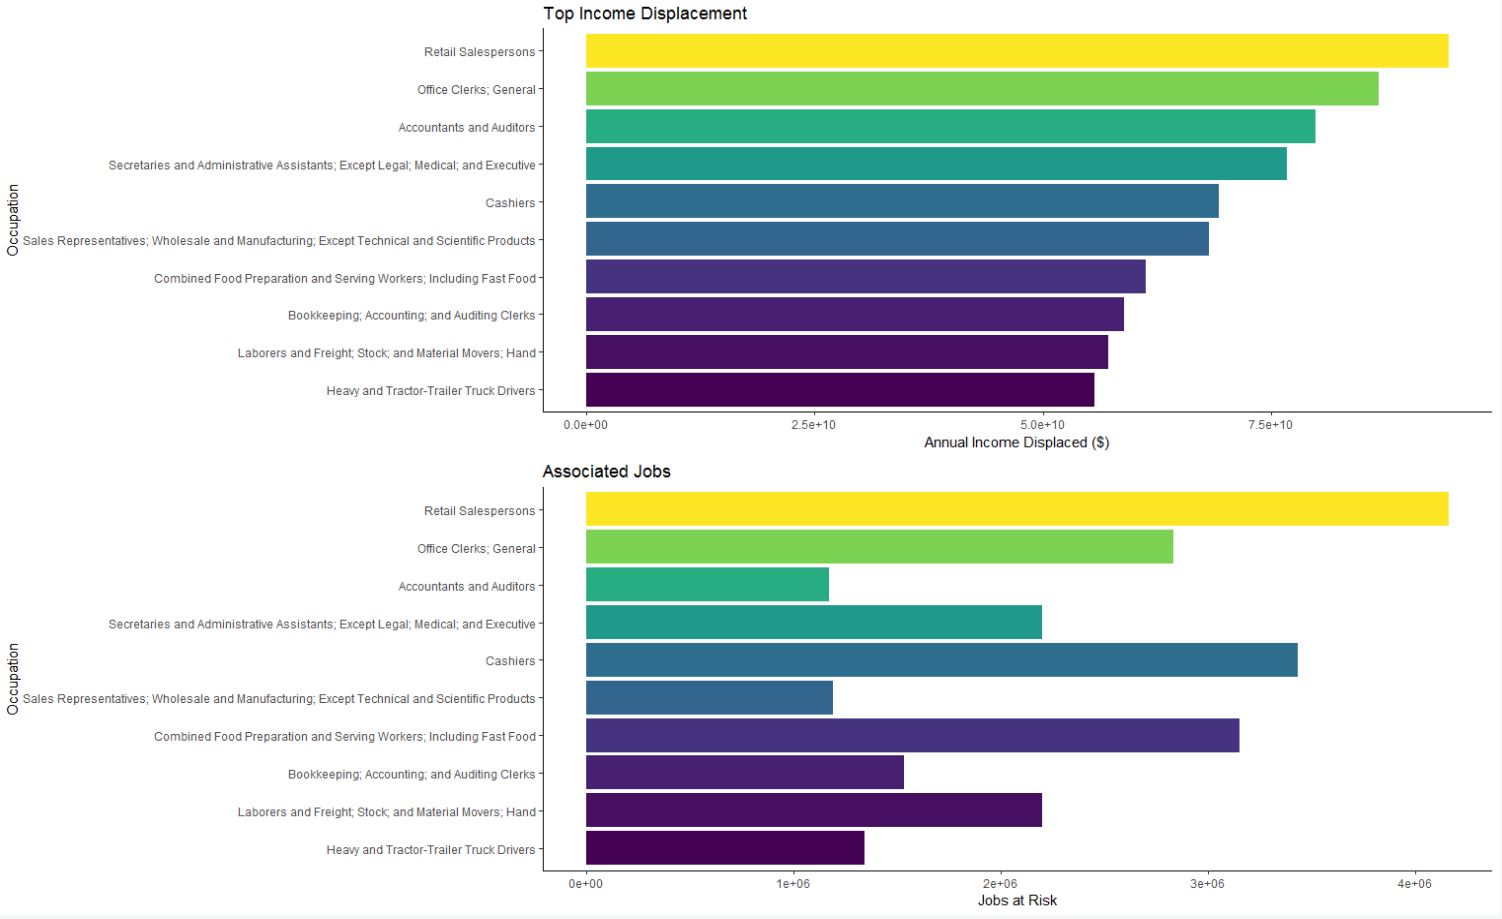 Top Income Displacement
Occupation
Retail Salespersons
Office Clerks; General
Accountants and Auditors
Secretaries and Administrative Assistants; Except Legal; Medical; and Executive
Cashiers
Sales Representatives; Wholesale and Manufacturing; Except Technical and Scientific Products
Combined Food Preparation and Serving Workers; Including Fast Food
Bookkeeping; Accounting; and Auditing Clerks
Laborers and Freight; Stock; and Material Movers; Hand
Heavy and Tractor-Trailer Truck Drivers
0.0e+00 2.5e+10 5.0e+10 7.5e+10
Annual Income Displaced ($)
Associated Jobs
Occupation
Retail Salespersons
Office Clerks; General
Accountants and Auditors
Secretaries and Administrative Assistants; Except Legal; Medical; and Executive
Cashiers
Sales Representatives; Wholesale and Manufacturing; Except Technical and Scientific Products
Combined Food Preparation and Serving Workers; Including Fast Food
Bookkeeping; Accounting; and Auditing Clerks
Laborers and Freight; Stock; and Material Movers; Hand
Heavy and Tractor-Trailer Truck Drivers
0e+00 1e+06 2e+06 3e+06 4e+06
Jobs at Risk